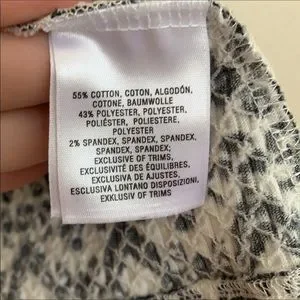 55% COTTON, COTON, ALGODÓN,
COTONE, BAUMWOLLE
43% POLYESTER, POLYESTER,
POLIÉSTER, POLIESTERE,
POLYESTER
2% SPANDEX, SPANDEX, SPANDEX,
SPANDEX, SPANDEX;
EXCLUSIVE OF TRIMS,
EXCLUSIVITÉ DES ÉQUILIBRES,
EXCLUSIVA DE AJUSTES,
ESCLUSIVA LONTANO DISPOSIZIONI,
EXKLUSIV OF TRIMS